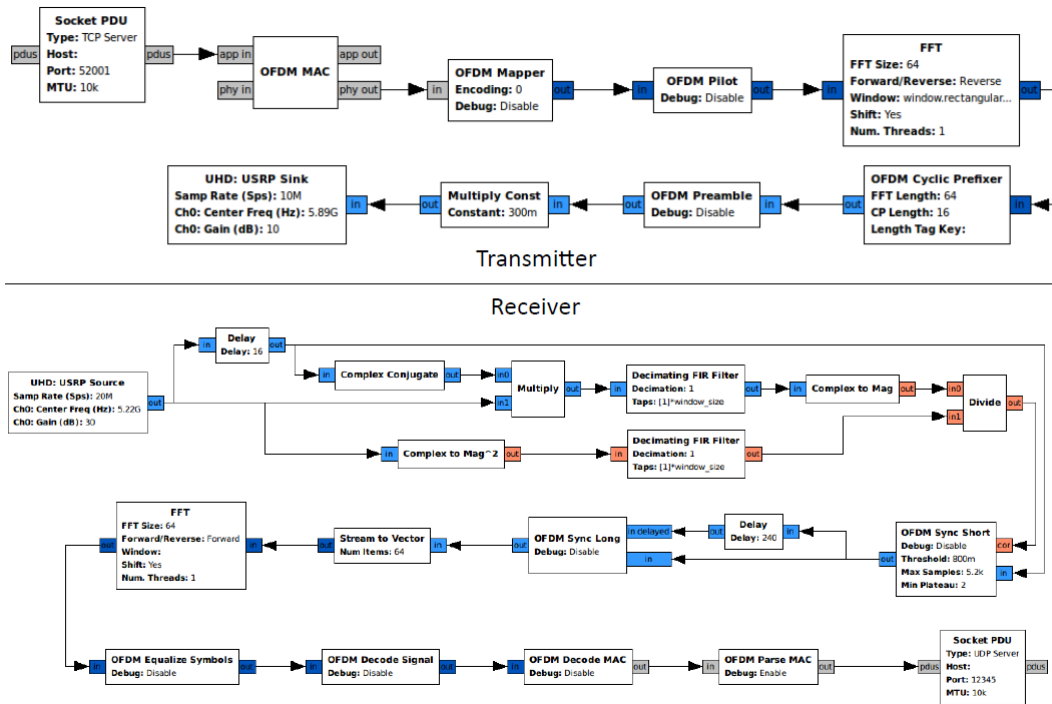 Socket PDU
Type: TCP Server
Host:
Port: 52001
MTU: 10k
pdus
pdus
app in
app out
OFDM MAC
phy in
phy out
in
OFDM Mapper
Encoding: 0
Debug: Disable
out
in
OFDM Pilot
Debug: Disable
out
in
FFT
FFT Size: 64
Forward/Reverse: Reverse
Window: window.rectangular...
Shift: Yes
Num. Threads: 1
out
UHD: USRP Sink
Samp Rate (Sps): 10M
Ch0: Center Freq (Hz): 5.89G
Ch0: Gain (dB): 10
in
out
Multiply Const
Constant: 300m
in
out
OFDM Preamble
Debug: Disable
in
out
OFDM Cyclic Prefixer
FFT Length: 64
CP Length: 16
Length Tag Key:
in
Transmitter
Receiver
UHD: USRP Source
Samp Rate (Sps): 20M
Ch0: Center Freq (Hz): 5.22G
Ch0: Gain (dB): 30
out
in
Delay
Delay: 16
out
in
Complex Conjugate
out
in0
in1
Multiply
out
in
Decimating FIR Filter
Decimation: 1
Taps: [1]*window_size
out
in
Complex to Mag
out
in0
in1
Divide
out
in
Complex to Mag^2
out
in
Decimating FIR Filter
Decimation: 1
Taps: [1]*window_size
out
out
FFT
FFT Size: 64
Forward/Reverse: Forward
Window:
Shift: Yes
Num. Threads: 1
in
out
Stream to Vector
Num Items: 64
in
out
OFDM Sync Long
Debug: Disable
in delayed
in
out
Delay
Delay: 240
in
out
OFDM Sync Short
Debug: Disable
Threshold: 800m
Max Samples: 5.2k
Min Plateau: 2
cor
in
in
OFDM Equalize Symbols
Debug: Disable
out
in
OFDM Decode Signal
Debug: Disable
out
in
OFDM Decode MAC
Debug: Disable
out
in
OFDM Parse MAC
Debug: Enable
out
pdus
Socket PDU
Type: UDP Server
Host:
Port: 12345
MTU: 10k
pdus